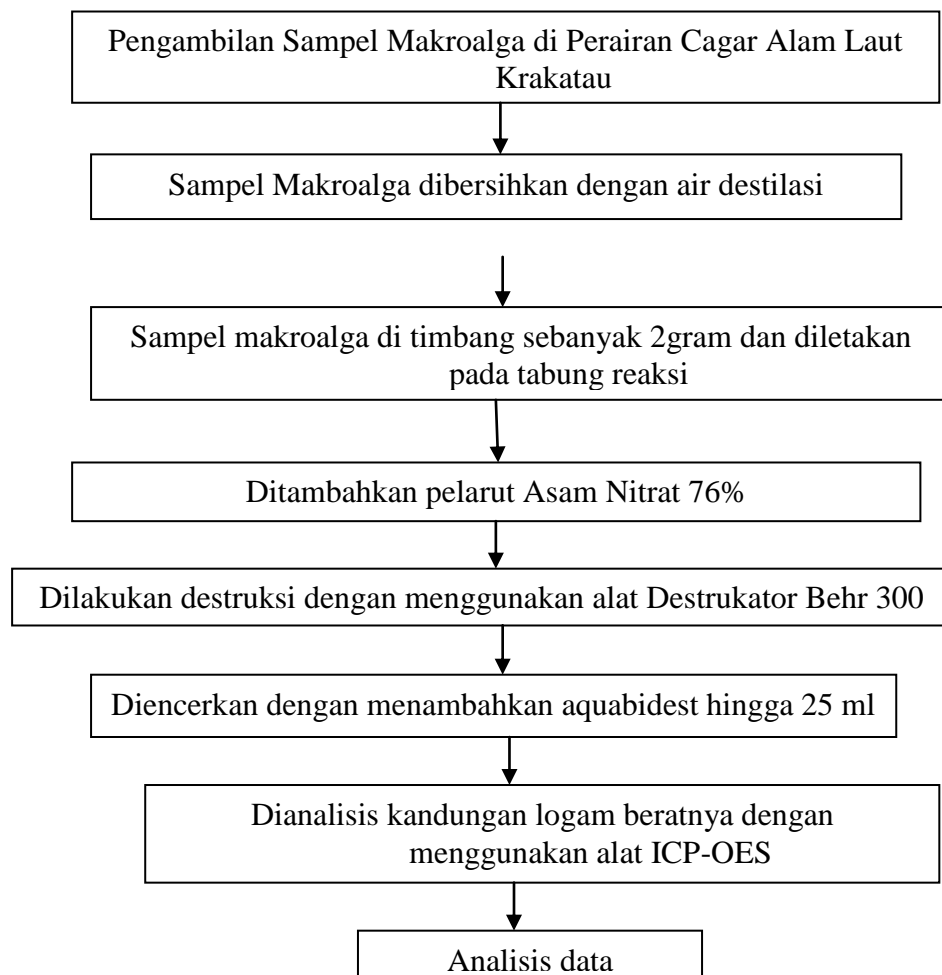 Pengambilan Sampel Makroalga di Perairan Cagar Alam Laut
Krakatau
Sampel Makroalga dibersihkan dengan air destilasi
Sampel makroalga di timbang sebanyak 2gram dan diletakan
pada tabung reaksi
Ditambahkan pelarut Asam Nitrat 76%
Dilakukan destruksi dengan menggunakan alat Destrukator Behr 300
Diencerkan dengan menambahkan aquabidest hingga 25 ml
Dianalisis kandungan logam beratnya dengan
menggunakan alat ICP-OES
Analisis data